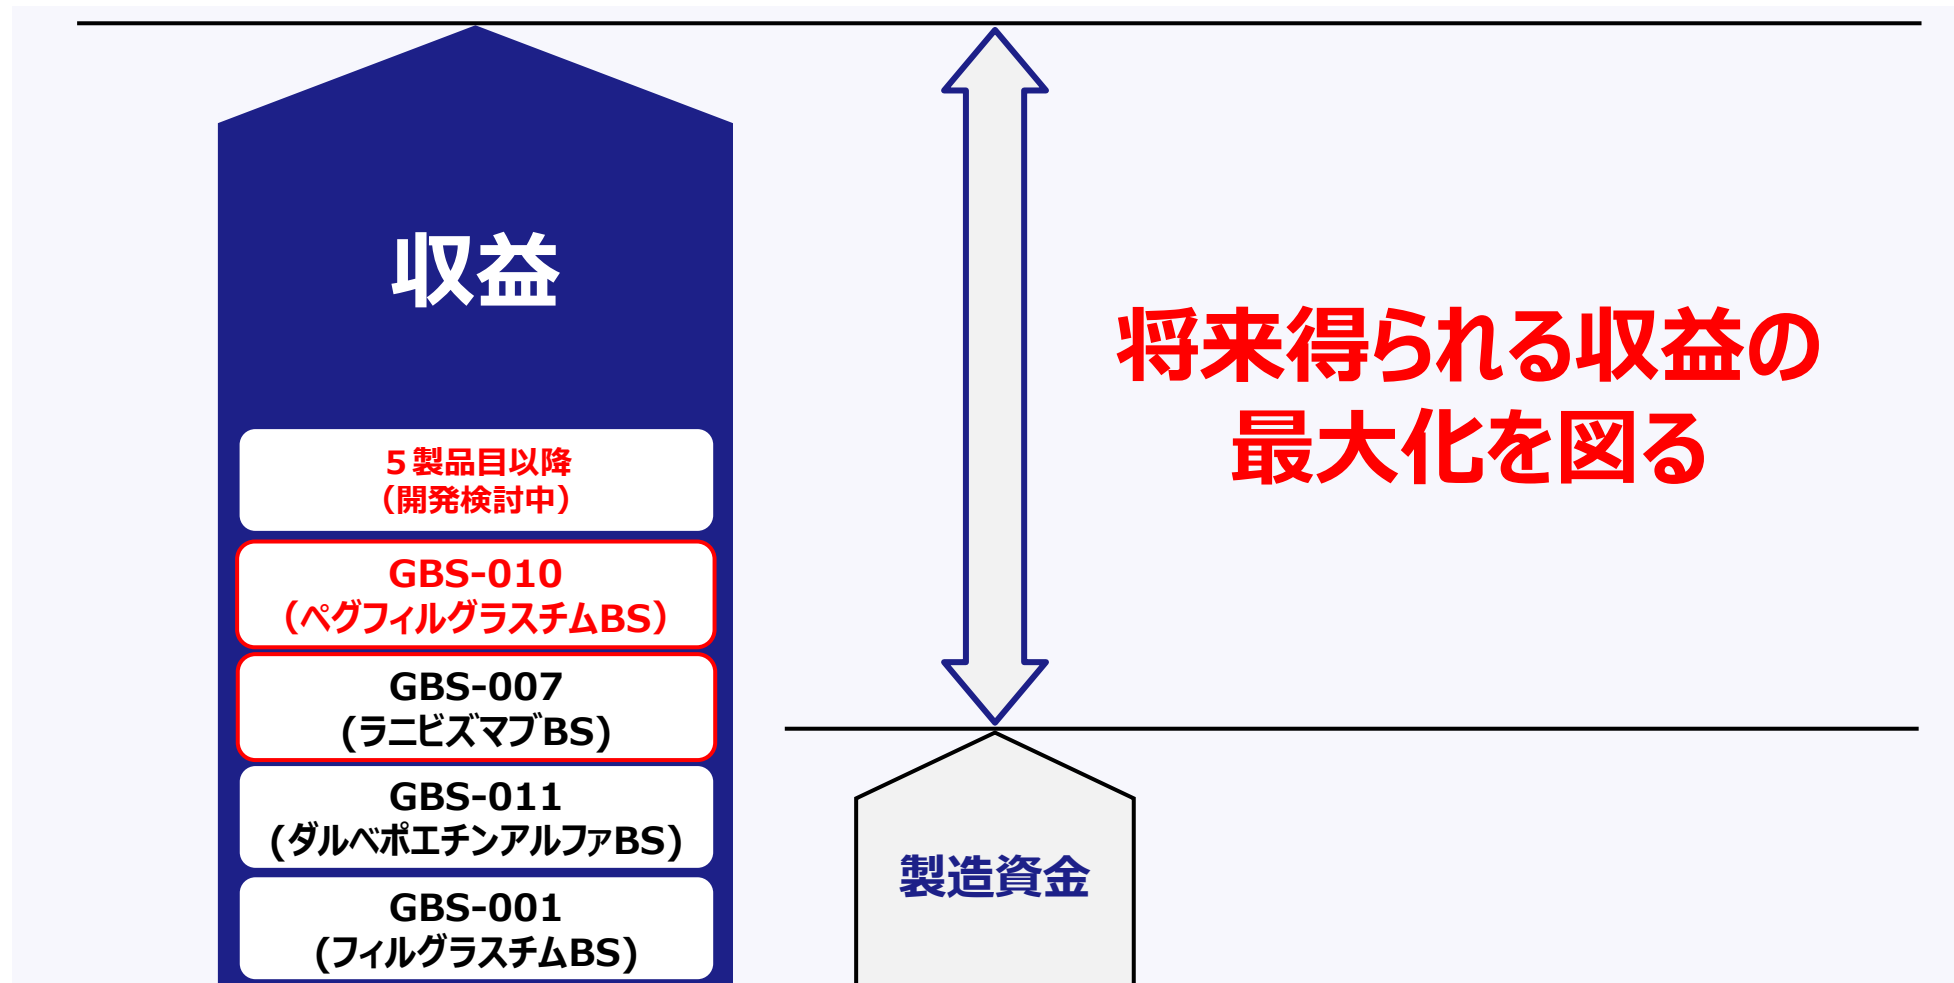 収益
将来得られる収益の
最大化を図る
5製品目以降
（開発検討中）
GBS-010
（ペグフィルグラスチムBS）
GBS-007
(ラニビズマブBS)
GBS-011
(ダルベポエチンアルファBS)
GBS-001
(フィルグラスチムBS)
製造資金